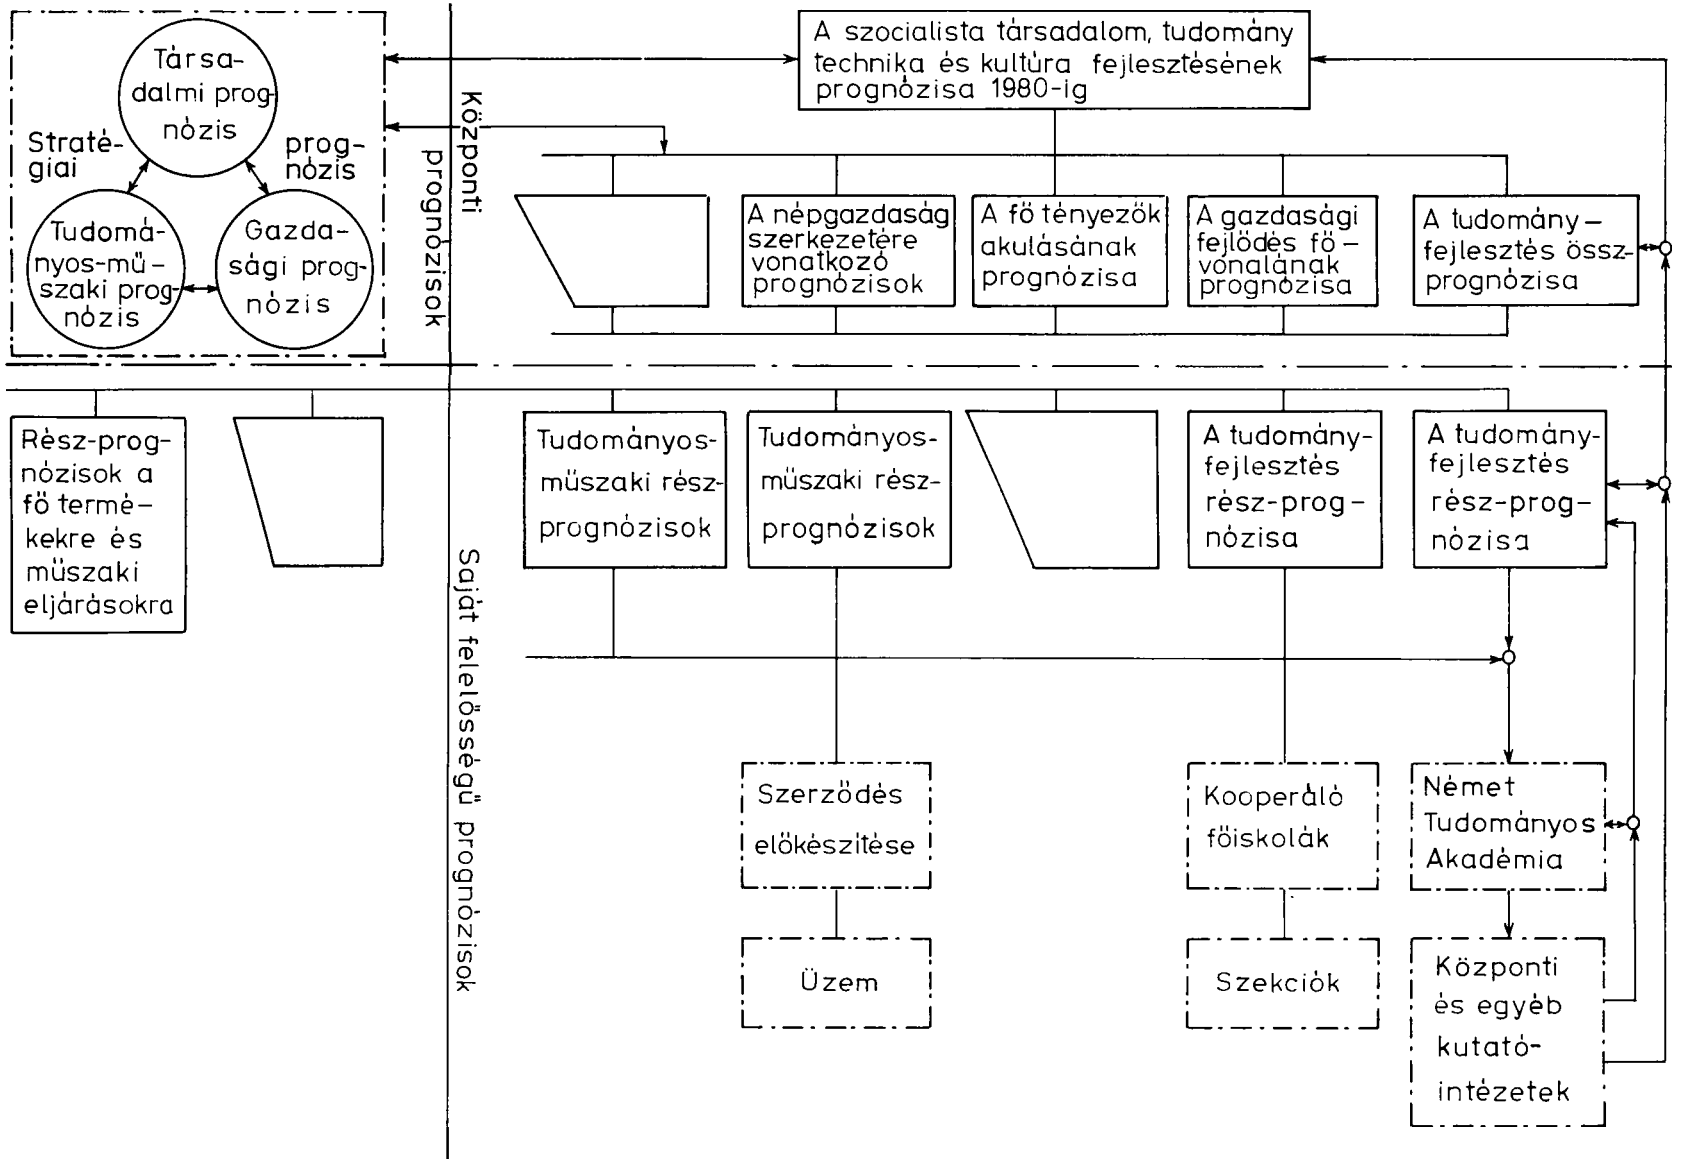 Társa-
dalmi prog-
nózis
Straté-
giai
prog-
nózis
Tudomá-
nyos-mű-
szaki prog-
nózis
Gazda-
sági prog-
nózis
Központi
prognózisok
A szocialista társadalom, tudomány
technika és kultúra fejlesztésének
prognózisa 1980-ig
A népgazdaság
szerkezetére
vonatkozó
prognózisok
A fő tényezők
akulásának
prognózisa
A gazdasági
fejlődés fő-
vonalának
prognózisa
A tudomány-
fejlesztés össz-
prognózisa
Rész-prog-
nózisok a
fő termé-
kekre és
műszaki
eljárásokra
Saját felelősségű prognózisok
Tudományos-
műszaki rész-
prognózisok
Tudományos-
műszaki rész-
prognózisok
A tudomány-
fejlesztés
rész-prog-
nózisa
A tudomány-
fejlesztés
rész-prog-
nózisa
Szerződés
előkészítése
Kooperáló
főiskolák
Német
Tudományos
Akadémia
Üzem
Szekciók
Központi
és egyéb
kutató-
intézetek